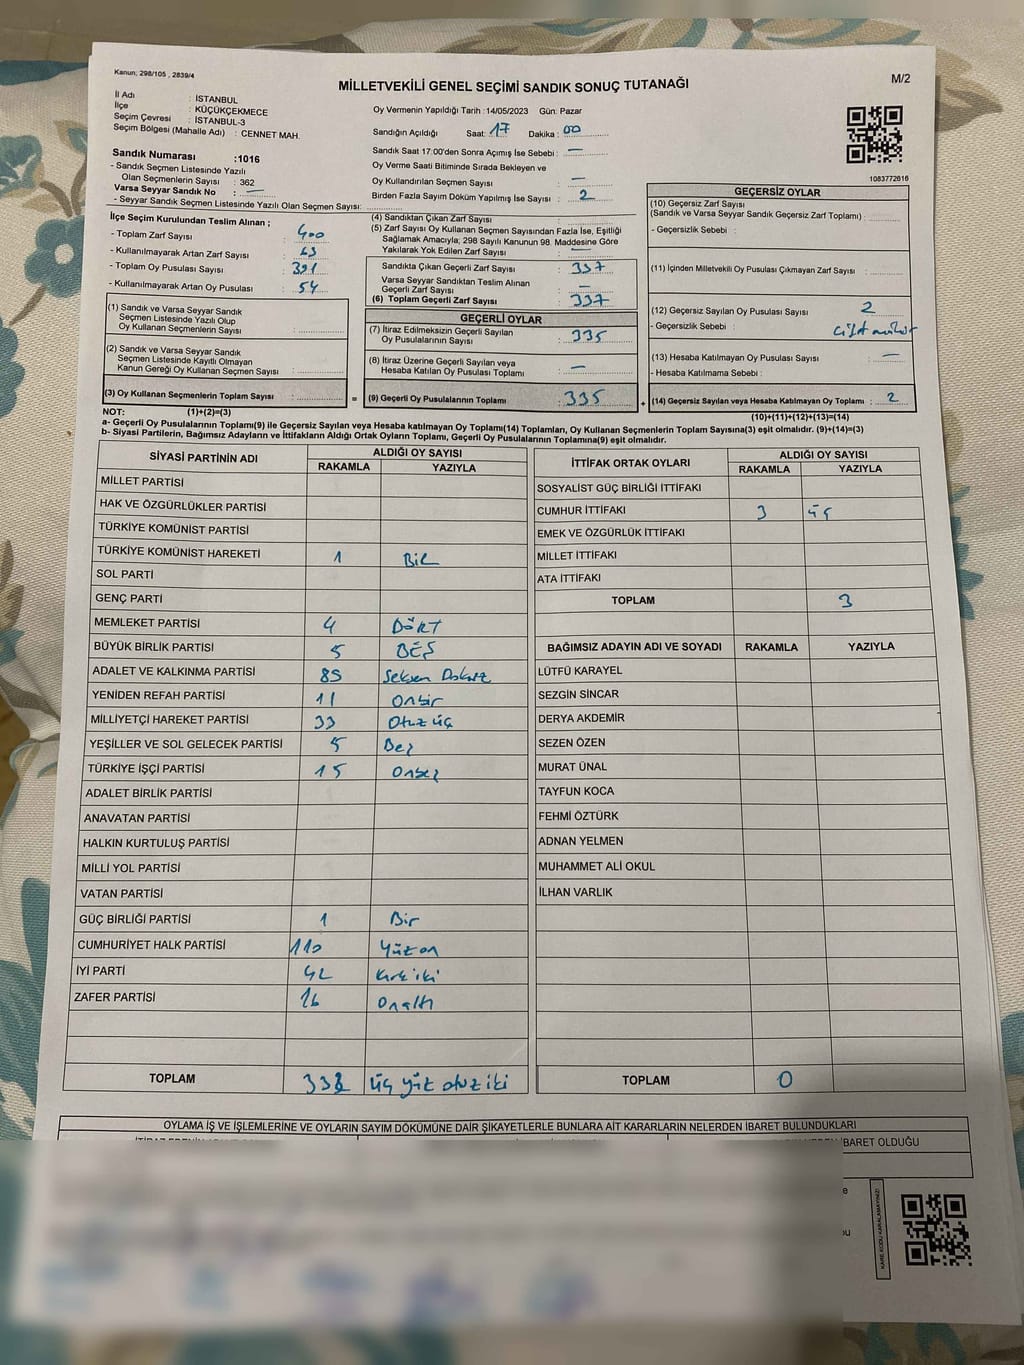 Kanun; 298/105 , 2839/4
MİLLETVEKİLİ GENEL SEÇİMİ SANDIK SONUÇ TUTANAĞI
M/2
İl Adı : İSTANBUL
İlçe : KÜÇÜKÇEKMECE
Seçim Çevresi : İSTANBUL-3
Seçim Bölgesi (Mahalle Adı) : CENNET MAH.
Oy Vermenin Yapıldığı Tarih :14/05/2023 Gün: Pazar
Sandığın Açıldığı Saat: 17 Dakika : 00
Sandık Saat 17:00'den Sonra Açımış İse Sebebi : —
Oy Verme Saati Bitiminde Sırada Bekleyen ve
Oy Kullandırılan Seçmen Sayısı : —
Birden Fazla Sayım Döküm Yapılmış İse Sayısı : 2
Sandık Numarası :1016
- Sandık Seçmen Listesinde Yazılı
Olan Seçmenlerin Sayısı : 362
Varsa Seyyar Sandık No : —
- Seyyar Sandık Seçmen Listesinde Yazılı Olan Seçmen Sayısı:
1083772616
İlçe Seçim Kurulundan Teslim Alınan ;
- Toplam Zarf Sayısı : 400
- Kullanılmayarak Artan Zarf Sayısı : 63
- Toplam Oy Pusulası Sayısı : 391
- Kullanılmayarak Artan Oy Pusulası : 54
(1) Sandık ve Varsa Seyyar Sandık
Seçmen Listesinde Yazılı Olup
Oy Kullanan Seçmenlerin Sayısı :
(2) Sandık ve Varsa Seyyar Sandık
Seçmen Listesinde Kayıtlı Olmayan
Kanun Gereği Oy Kullanan Seçmen Sayısı :
(3) Oy Kullanan Seçmenlerin Toplam Sayısı :
(4) Sandıktan Çıkan Zarf Sayısı :
(5) Zarf Sayısı Oy Kullanan Seçmen Sayısından Fazla İse, Eşitliği
Sağlamak Amacıyla; 298 Sayılı Kanunun 98. Maddesine Göre
Yakılarak Yok Edilen Zarf Sayısı : —
Sandıkta Çıkan Geçerli Zarf Sayısı : 337
Varsa Seyyar Sandıktan Teslim Alınan
Geçerli Zarf Sayısı : —
(6) Toplam Geçerli Zarf Sayısı : 337
GEÇERLİ OYLAR
(7) İtiraz Edilmeksizin Geçerli Sayılan
Oy Pusulalarının Sayısı : 335
(8) İtiraz Üzerine Geçerli Sayılan veya
Hesaba Katılan Oy Pusulası Toplamı : —
= (9) Geçerli Oy Pusulalarının Toplamı : 335
GEÇERSİZ OYLAR
(10) Geçersiz Zarf Sayısı
(Sandık ve Varsa Seyyar Sandık Geçersiz Zarf Toplamı) :
- Geçersizlik Sebebi :
(11) İçinden Milletvekili Oy Pusulası Çıkmayan Zarf Sayısı :
(12) Geçersiz Sayılan Oy Pusulası Sayısı : 2
- Geçersizlik Sebebi : çift mühür
(13) Hesaba Katılmayan Oy Pusulası Sayısı : —
- Hesaba Katılmama Sebebi :
+ (14) Geçersiz Sayılan veya Hesaba Katılmayan Oy Toplamı : 2
NOT: (1)+(2)=(3)
(10)+(11)+(12)+(13)=(14)
a- Geçerli Oy Pusulalarının Toplamı(9) ile Geçersiz Sayılan veya Hesaba katılmayan Oy Toplamı(14) Toplamları, Oy Kullanan Seçmenlerin Toplam Sayısına(3) eşit olmalıdır. (9)+(14)=(3)
b- Siyasi Partilerin, Bağımsız Adayların ve İttifakların Aldığı Ortak Oyların Toplamı, Geçerli Oy Pusulalarının Toplamına(9) eşit olmalıdır.
SİYASİ PARTİNİN ADI ALDIĞI OY SAYISI
RAKAMLA YAZIYLA
MİLLET PARTİSİ
HAK VE ÖZGÜRLÜKLER PARTİSİ
TÜRKİYE KOMÜNİST PARTİSİ
TÜRKİYE KOMÜNİST HAREKETİ 1 BİR
SOL PARTİ
GENÇ PARTİ
MEMLEKET PARTİSİ 4 DÖRT
BÜYÜK BİRLİK PARTİSİ 5 BEŞ
ADALET VE KALKINMA PARTİSİ 89 Seksen Dokuz
YENİDEN REFAH PARTİSİ 11 Onbir
MİLLİYETÇİ HAREKET PARTİSİ 33 Otuz üç
YEŞİLLER VE SOL GELECEK PARTİSİ 5 Beş
TÜRKİYE İŞÇİ PARTİSİ 15 Onbeş
ADALET BİRLİK PARTİSİ
ANAVATAN PARTİSİ
HALKIN KURTULUŞ PARTİSİ
MİLLİ YOL PARTİSİ
VATAN PARTİSİ
GÜÇ BİRLİĞİ PARTİSİ 1 Bir
CUMHURİYET HALK PARTİSİ 110 Yüz on
İYİ PARTİ 42 Kırk iki
ZAFER PARTİSİ 16 Onaltı
TOPLAM 332 üç yüz otuz iki
İTTİFAK ORTAK OYLARI ALDIĞI OY SAYISI
RAKAMLA YAZIYLA
SOSYALİST GÜÇ BİRLİĞİ İTTİFAKI
CUMHUR İTTİFAKI 3 üç
EMEK VE ÖZGÜRLÜK İTTİFAKI
MİLLET İTTİFAKI
ATA İTTİFAKI
TOPLAM 3
BAĞIMSIZ ADAYIN ADI VE SOYADI RAKAMLA YAZIYLA
LÜTFÜ KARAYEL
SEZGİN SİNCAR
DERYA AKDEMİR
SEZEN ÖZEN
MURAT ÜNAL
TAYFUN KOCA
FEHMİ ÖZTÜRK
ADNAN YELMEN
MUHAMMET ALİ OKUL
İLHAN VARLIK
TOPLAM 0
OYLAMA İŞ VE İŞLEMLERİNE VE OYLARIN SAYIM DÖKÜMÜNE DAİR ŞİKAYETLERLE BUNLARA AİT KARARLARIN NELERDEN İBARET BULUNDUKLARI
BARET OLDUĞU
KARE KODU KARALAMAYINIZ!